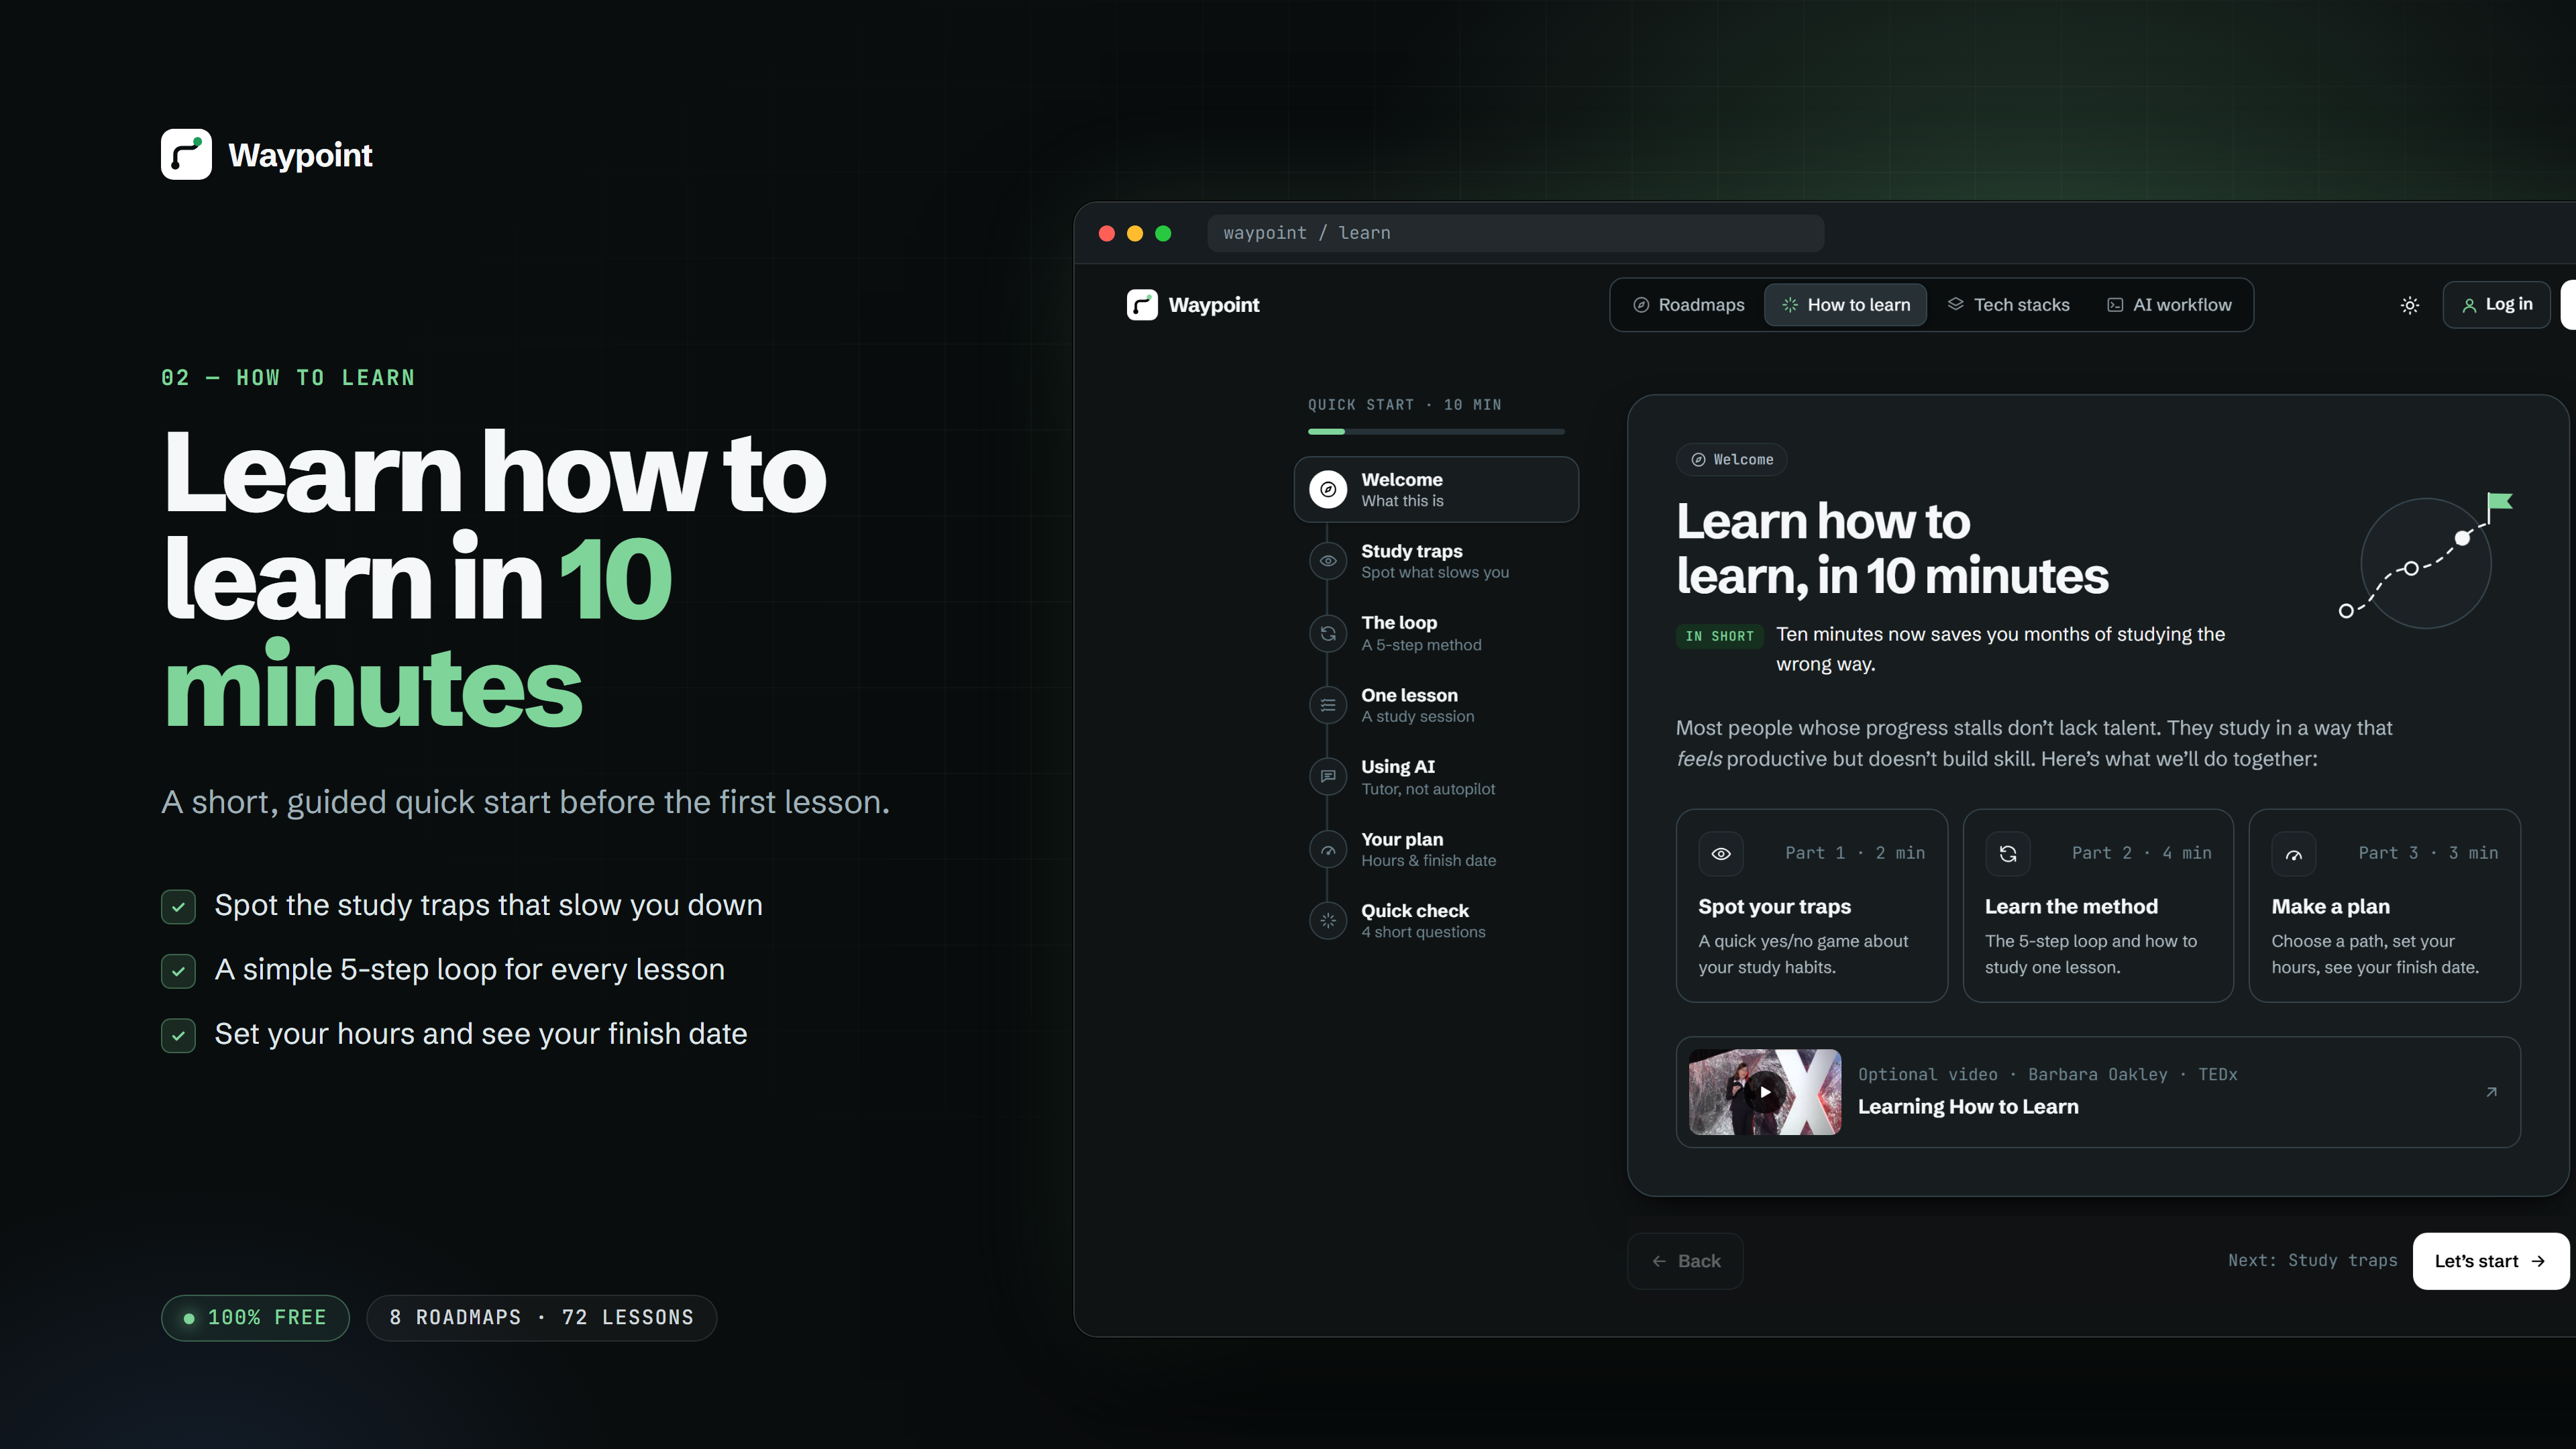 Waypoint
02 — HOW TO LEARN
Learn how to
learn in 10
minutes
A short, guided quick start before the first lesson.
Spot the study traps that slow you down
A simple 5-step loop for every lesson
Set your hours and see your finish date
100% FREE
8 ROADMAPS · 72 LESSONS
waypoint / learn
Waypoint
Roadmaps
How to learn
Tech stacks
AI workflow
Log in
QUICK START · 10 MIN
Welcome
What this is
Study traps
Spot what slows you
The loop
A 5-step method
One lesson
A study session
Using AI
Tutor, not autopilot
Your plan
Hours & finish date
Quick check
4 short questions
Welcome
Learn how to
learn, in 10 minutes
IN SHORT
Ten minutes now saves you months of studying the
wrong way.
Most people whose progress stalls don’t lack talent. They study in a way that
feels productive but doesn’t build skill. Here’s what we’ll do together:
Part 1 · 2 min
Spot your traps
A quick yes/no game about
your study habits.
Part 2 · 4 min
Learn the method
The 5-step loop and how to
study one lesson.
Part 3 · 3 min
Make a plan
Choose a path, set your
hours, see your finish date.
X
Optional video · Barbara Oakley · TEDx
Learning How to Learn
← Back
Next: Study traps
Let’s start →